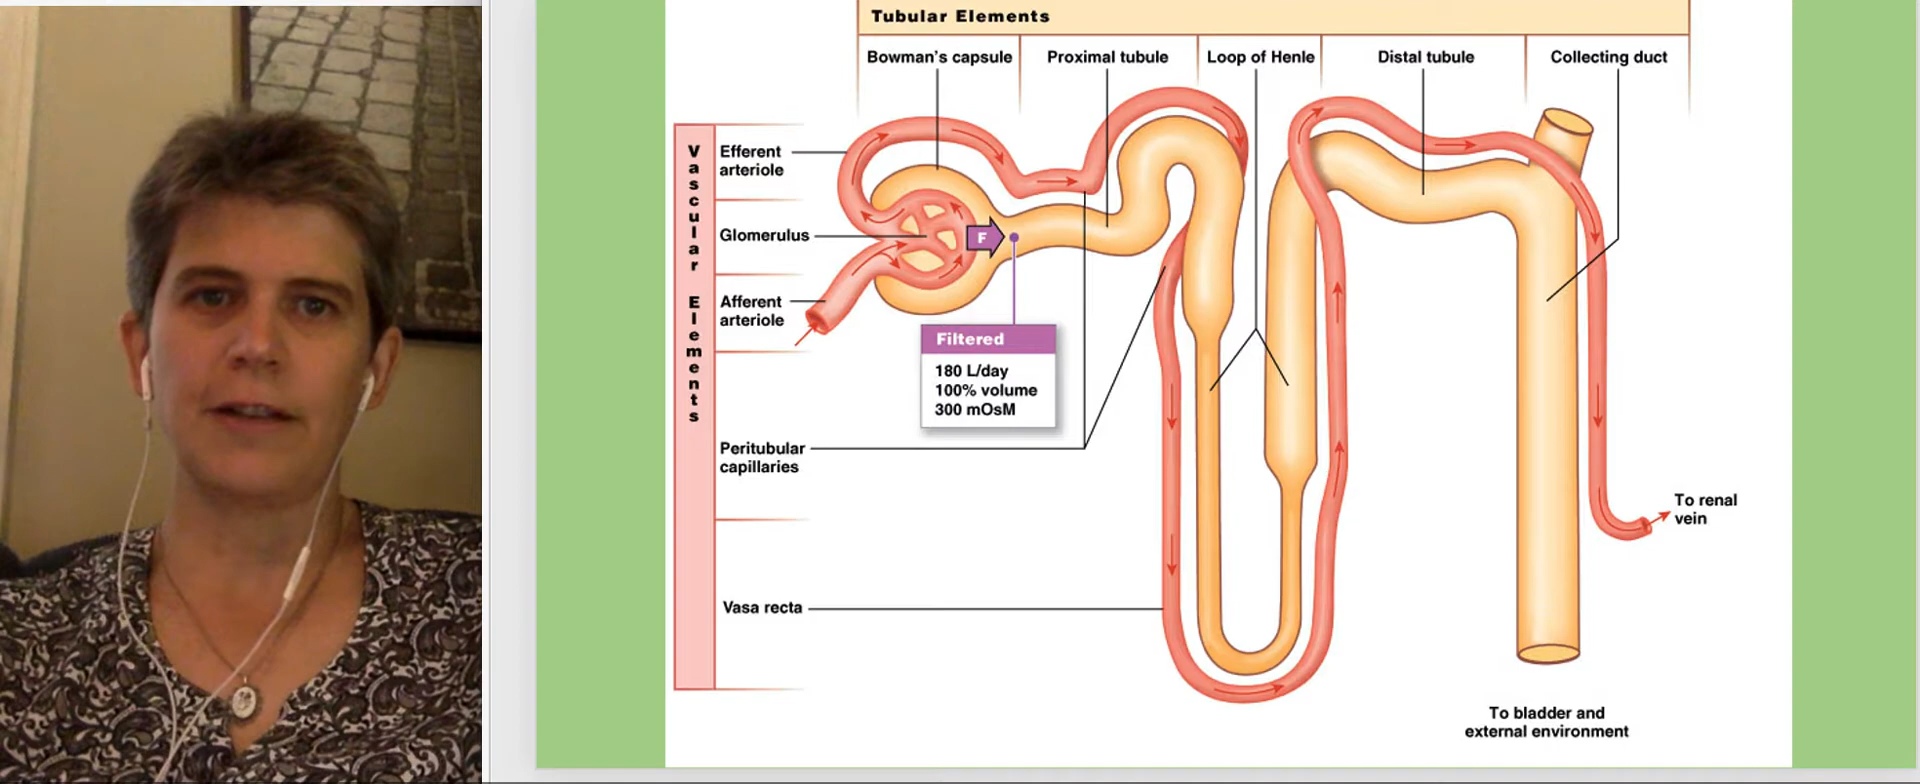 Tubular Elements
Bowman's capsule
Proximal tubule
Loop of Henle
Distal tubule
Collecting duct
Vascular Elements
Efferent
arteriole
Glomerulus
Afferent
arteriole
F
Filtered
180 L/day
100% volume
300 mOsM
Peritubular
capillaries
Vasa recta
To renal
vein
To bladder and
external environment